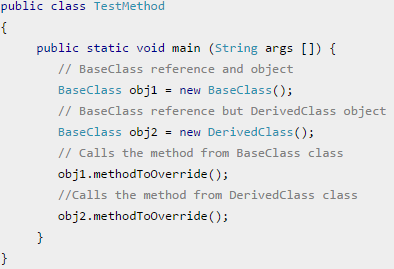 public class TestMethod
{
public static void main (String args []) {
// BaseClass reference and object
BaseClass obj1 = new BaseClass();
// BaseClass reference but DerivedClass object
BaseClass obj2 = new DerivedClass();
// Calls the method from BaseClass class
obj1.methodToOverride();
//Calls the method from DerivedClass class
obj2.methodToOverride();
}
}